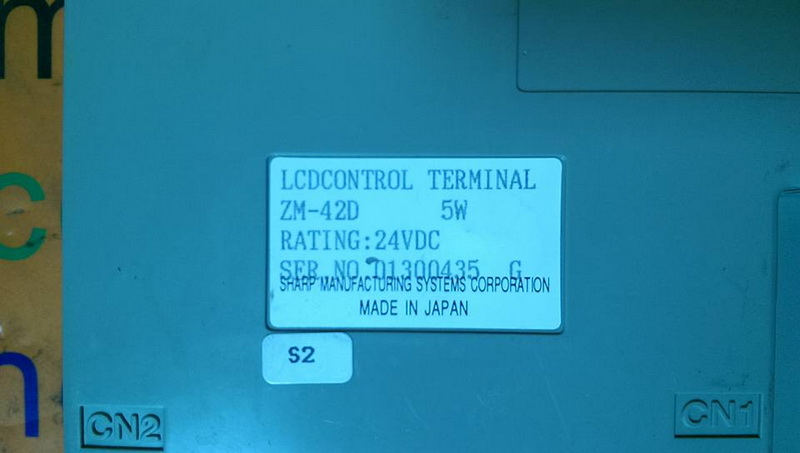 LCDCONTROL TERMINAL
ZM-42D 5W
RATING:24VDC
SER.NO. 01300435 G
SHARP MANUFACTURING SYSTEMS CORPORATION
MADE IN JAPAN
S2
CN2 CN1